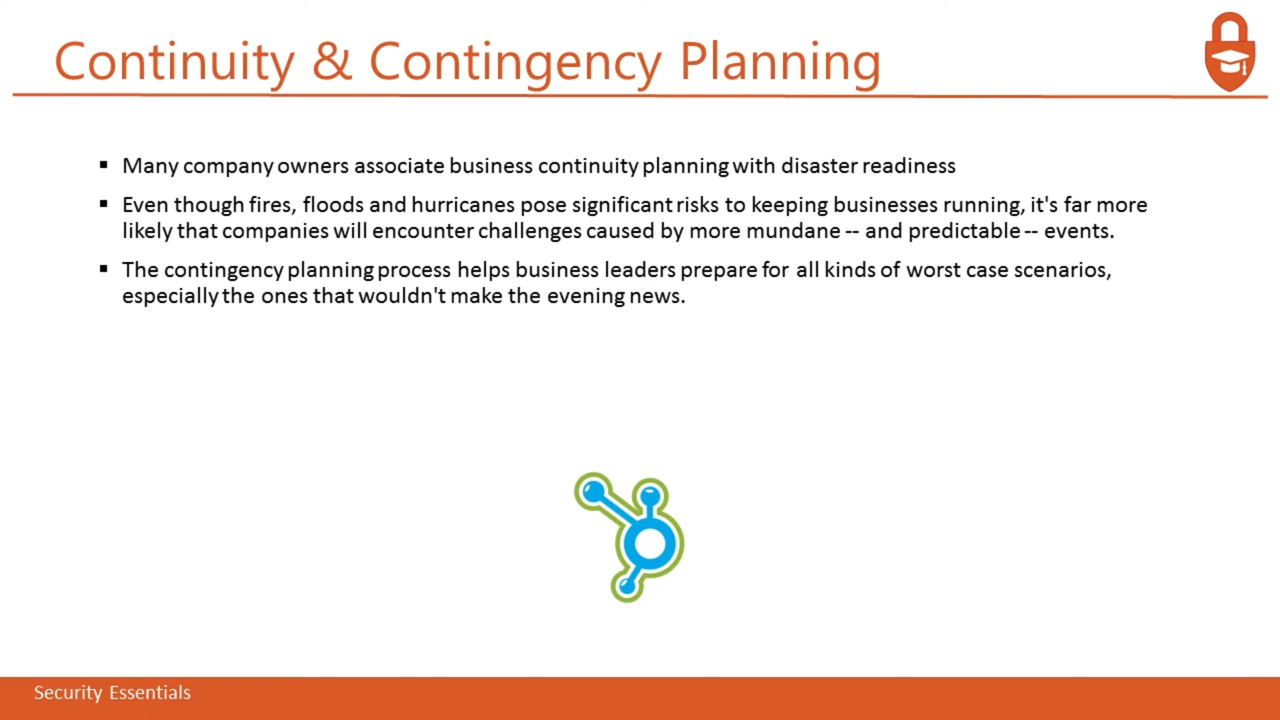 Continuity & Contingency Planning
▪ Many company owners associate business continuity planning with disaster readiness
▪ Even though fires, floods and hurricanes pose significant risks to keeping businesses running, it's far more
likely that companies will encounter challenges caused by more mundane -- and predictable -- events.
▪ The contingency planning process helps business leaders prepare for all kinds of worst case scenarios,
especially the ones that wouldn't make the evening news.
Security Essentials